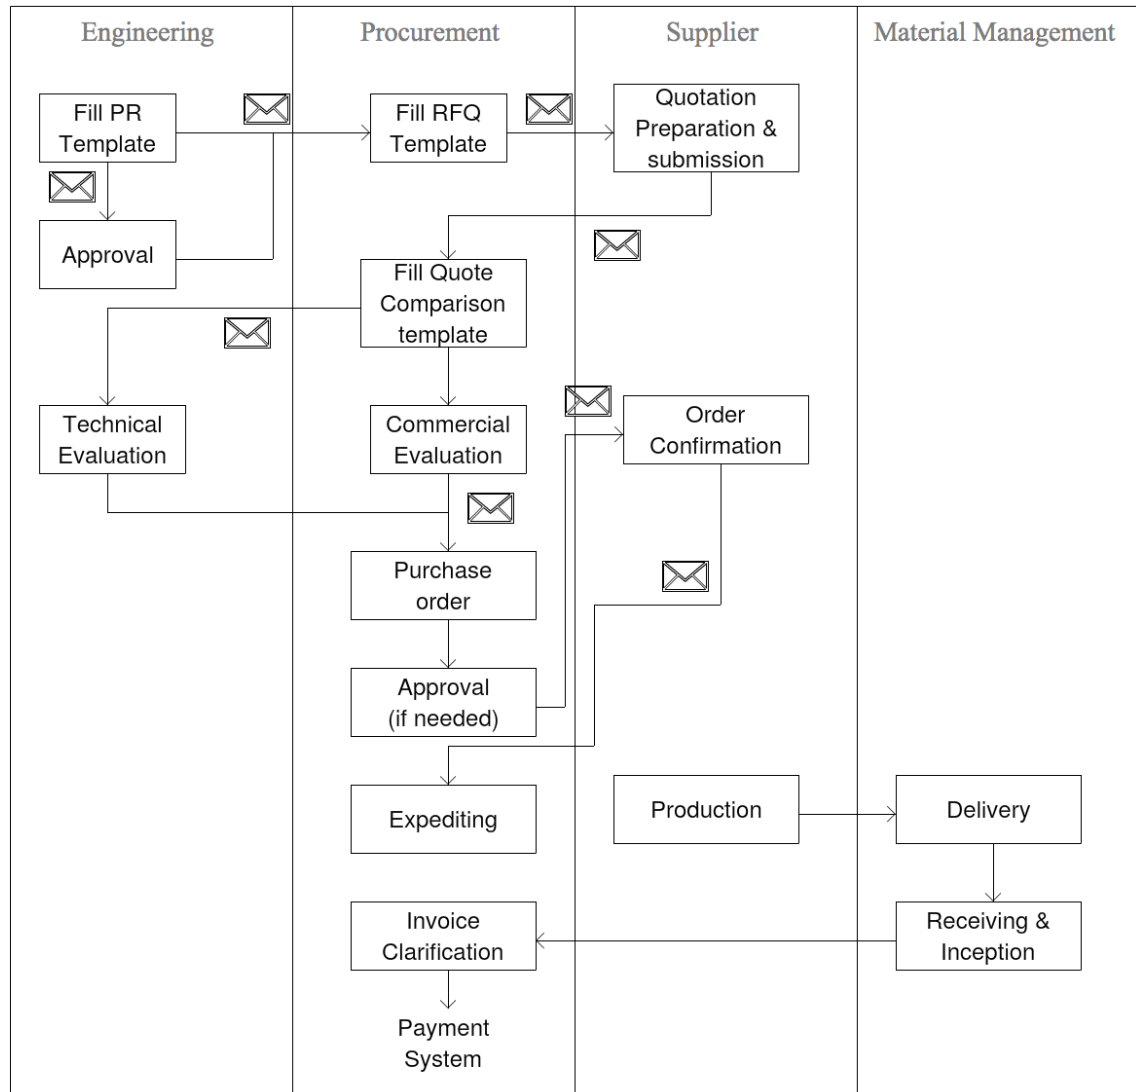 Engineering
Procurement
Supplier
Material Management
Fill PR
Template
Fill RFQ
Template
Quotation
Preparation &
submission
Approval
Fill Quote
Comparison
template
Technical
Evaluation
Commercial
Evaluation
Order
Confirmation
Purchase
order
Approval
(if needed)
Expediting
Production
Delivery
Invoice
Clarification
Receiving &
Inception
Payment
System